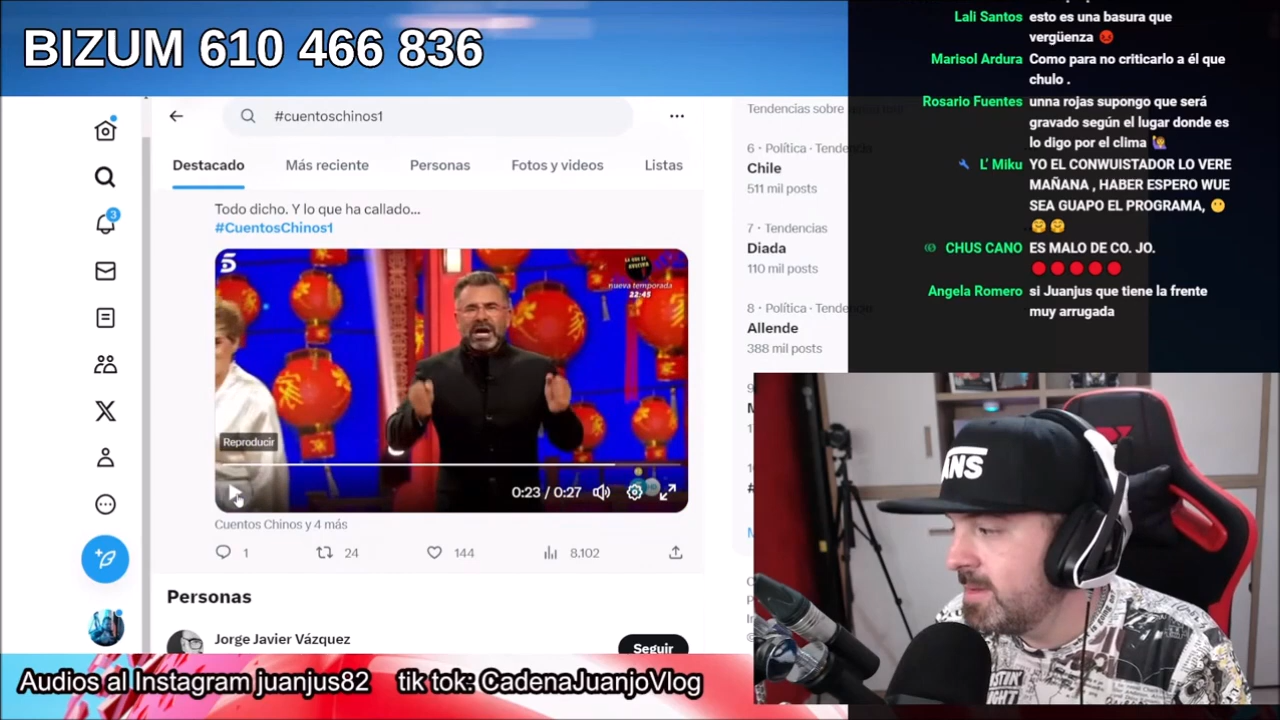 BIZUM 610 466 836
#cuentoschinos1
Destacado
Más reciente
Personas
Fotos y videos
Listas
Todo dicho. Y lo que ha callado...
#CuentosChinos1
5
nueva temporada
22:45
Reproducir
0:23 / 0:27
Cuentos Chinos y 4 más
1
24
144
8.102
Personas
Jorge Javier Vázquez
Seguir
3
Tendencias sobre
6 · Política · Tendencia
Chile
511 mil posts
7 · Tendencias
Diada
110 mil posts
8 · Política · Tendencia
Allende
388 mil posts
Lali Santos esto es una basura que
vergüenza 😡
Marisol Ardura Como para no criticarlo a él que
chulo .
Rosario Fuentes unna rojas supongo que será
gravado según el lugar donde es
lo digo por el clima 🙋‍♀️
L' Miku YO EL CONWUISTADOR LO VERE
MAÑANA , HABER ESPERO WUE
SEA GUAPO EL PROGRAMA, 😶
🤗 🤗
CHUS CANO ES MALO DE CO. JO.
🔴🔴🔴🔴🔴
Angela Romero si Juanjus que tiene la frente
muy arrugada
ANS
Audios al Instagram juanjus82 tik tok: CadenaJuanjoVlog